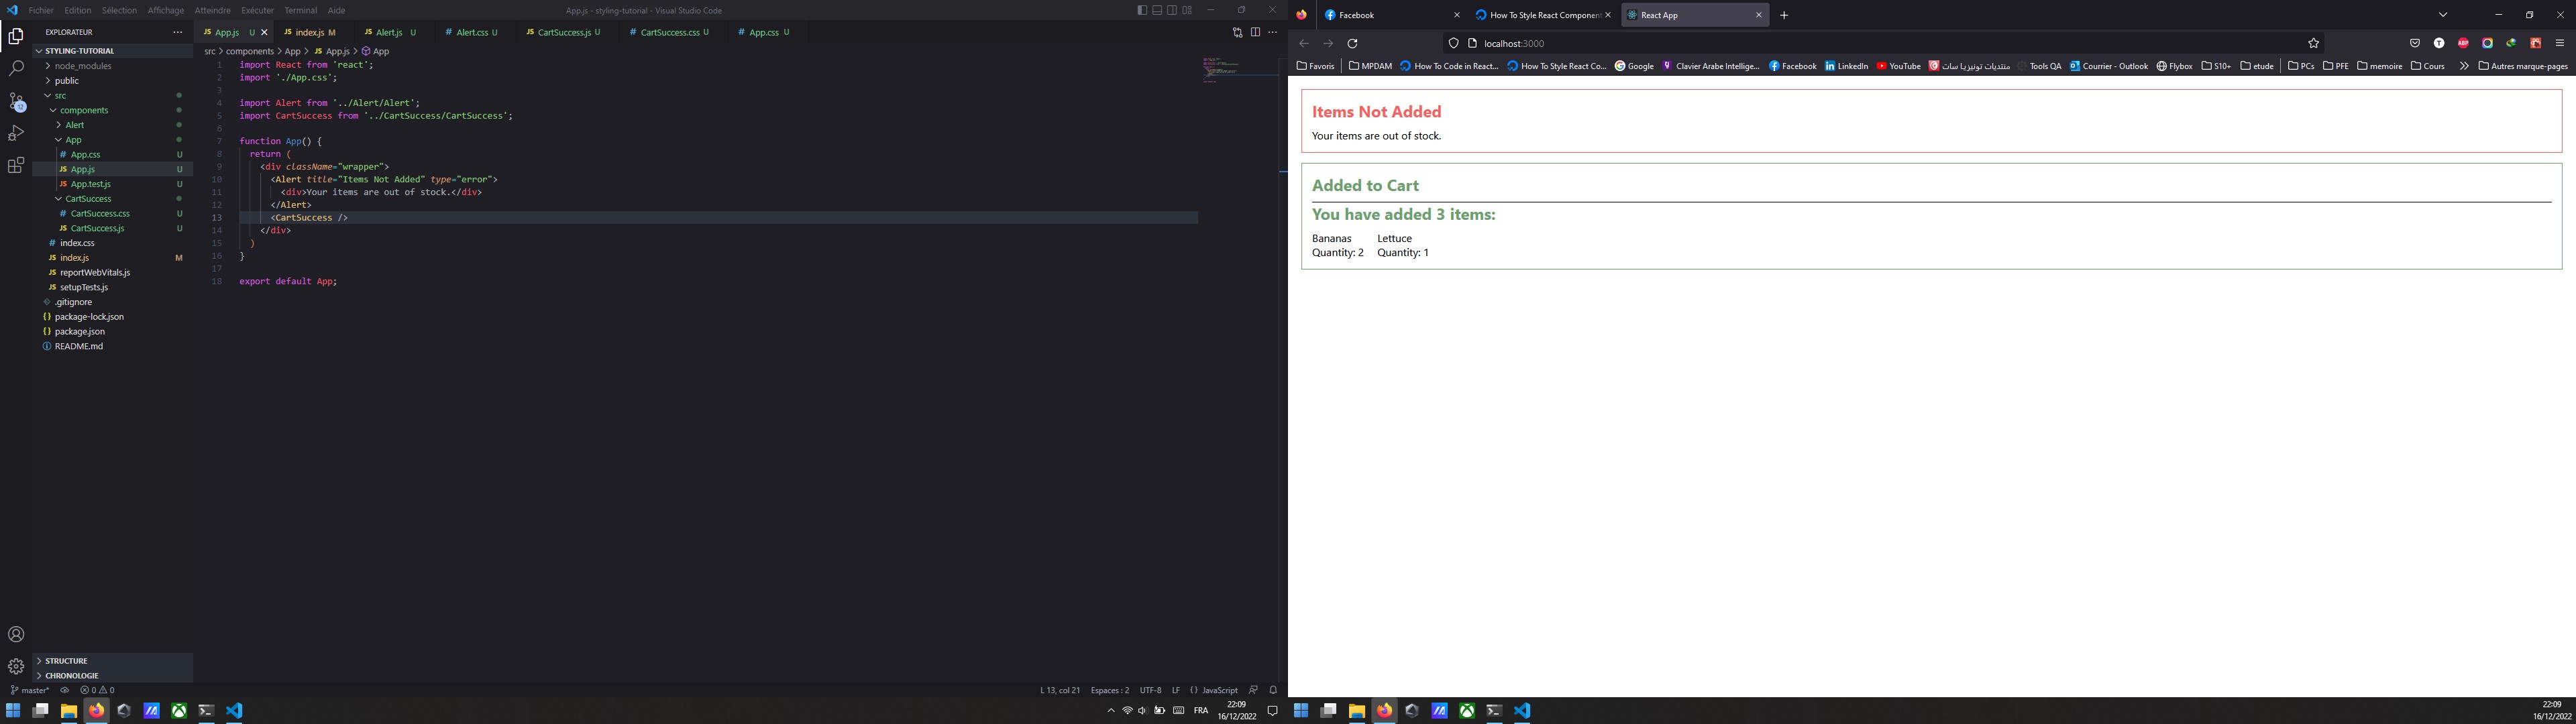 Fichier Edition Sélection Affichage Atteindre Exécuter Terminal Aide
App.js - styling-tutorial - Visual Studio Code
EXPLORATEUR
STYLING-TUTORIAL
node_modules
public
src
components
Alert
App
# App.css U
JS App.js U
JS App.test.js U
CartSuccess
# CartSuccess.css U
JS CartSuccess.js U
# index.css
JS index.js M
JS reportWebVitals.js
JS setupTests.js
.gitignore
{} package-lock.json
{} package.json
README.md
STRUCTURE
CHRONOLOGIE
12
JS App.js U JS index.js M JS Alert.js U # Alert.css U JS CartSuccess.js U # CartSuccess.css U # App.css U
src > components > App > JS App.js > App
1 import React from 'react';
2 import './App.css';
3
4 import Alert from '../Alert/Alert';
5 import CartSuccess from '../CartSuccess/CartSuccess';
6
7 function App() {
8 return (
9 <div className="wrapper">
10 <Alert title="Items Not Added" type="error">
11 <div>Your items are out of stock.</div>
12 </Alert>
13 <CartSuccess />
14 </div>
15 )
16 }
17
18 export default App;
master* 0 0
L 13, col 21 Espaces : 2 UTF-8 LF {} JavaScript
FRA 22:09
16/12/2022
Facebook How To Style React Componen React App
localhost:3000
Favoris MPDAM How To Code in React... How To Style React Co... Google Clavier Arabe Intellige... Facebook LinkedIn YouTube منتديات تونيزيا سات Tools QA Courrier - Outlook Flybox S10+ etude PCs PFE memoire Cours Autres marque-pages
ABP
Items Not Added
Your items are out of stock.
Added to Cart
You have added 3 items:
Bananas Lettuce
Quantity: 2 Quantity: 1
22:09
16/12/2022